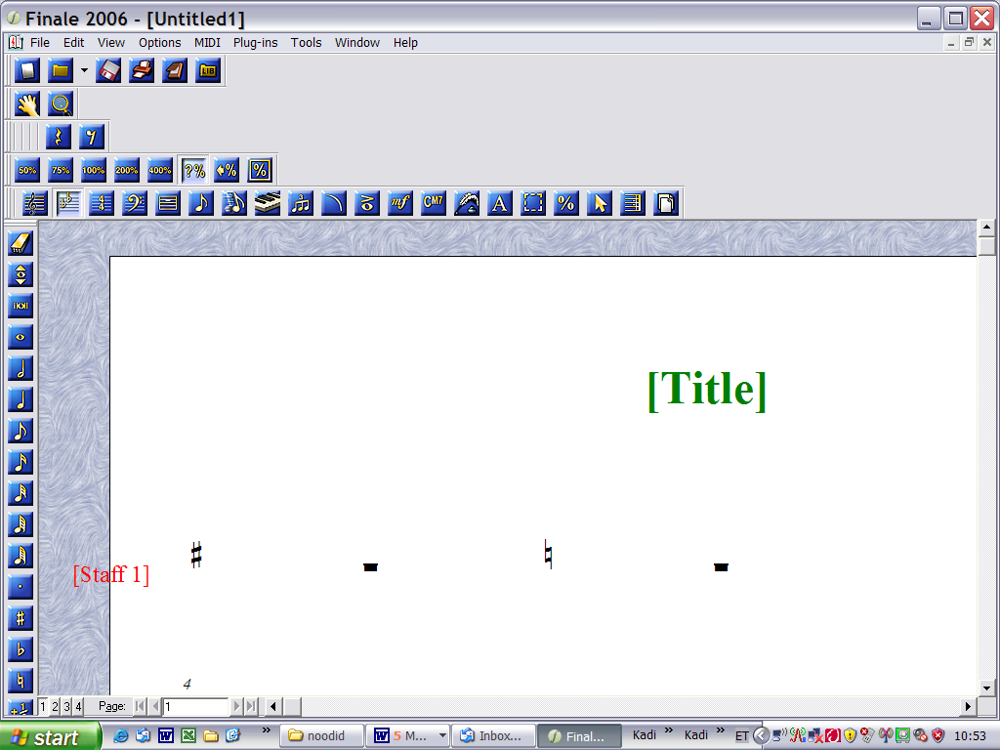 Finale 2006 - [Untitled1]
File Edit View Options MIDI Plug-ins Tools Window Help
LIB
50% 75% 100% 200% 400% ?% %  %
mf CM7 A %
[Title]
[Staff 1]
4
1 2 3 4 Page: 1
start noodid 5 M... Inbox... Final... Kadi » Kadi » ET 10:53